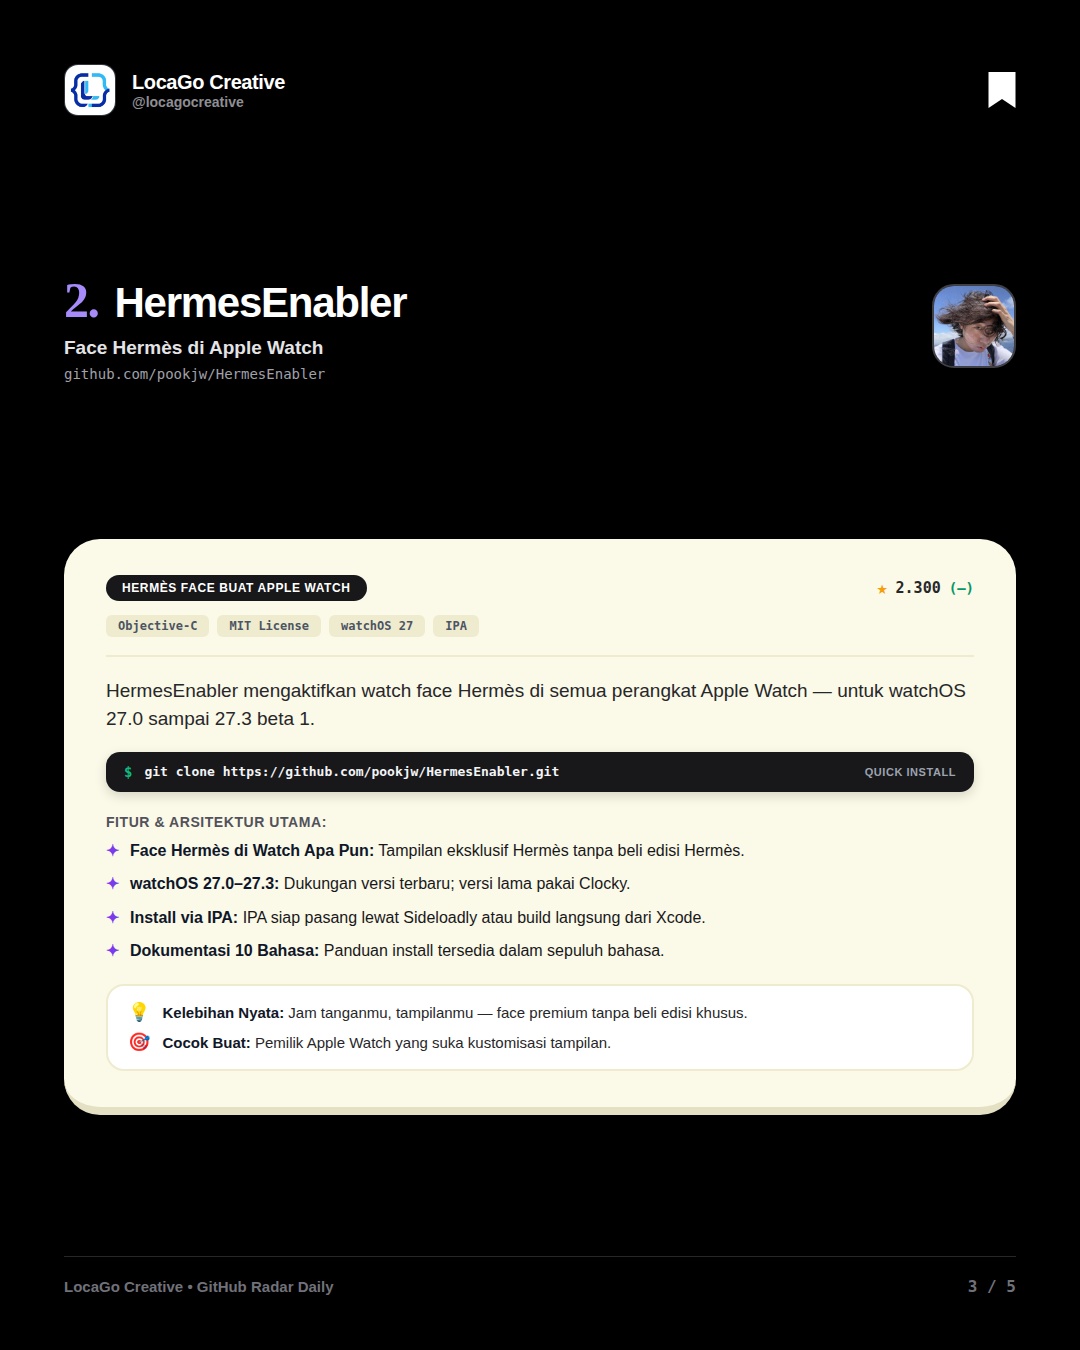 LocaGo Creative
@locagocreative
2. HermesEnabler
Face Hermès di Apple Watch
github.com/pookjw/HermesEnabler
HERMÈS FACE BUAT APPLE WATCH
★ 2.300 (—)
Objective-C MIT License watchOS 27 IPA
HermesEnabler mengaktifkan watch face Hermès di semua perangkat Apple Watch — untuk watchOS
27.0 sampai 27.3 beta 1.
$ git clone https://github.com/pookjw/HermesEnabler.git QUICK INSTALL
FITUR & ARSITEKTUR UTAMA:
✦ Face Hermès di Watch Apa Pun: Tampilan eksklusif Hermès tanpa beli edisi Hermès.
✦ watchOS 27.0–27.3: Dukungan versi terbaru; versi lama pakai Clocky.
✦ Install via IPA: IPA siap pasang lewat Sideloadly atau build langsung dari Xcode.
✦ Dokumentasi 10 Bahasa: Panduan install tersedia dalam sepuluh bahasa.
💡 Kelebihan Nyata: Jam tanganmu, tampilanmu — face premium tanpa beli edisi khusus.
🎯 Cocok Buat: Pemilik Apple Watch yang suka kustomisasi tampilan.
LocaGo Creative • GitHub Radar Daily
3 / 5